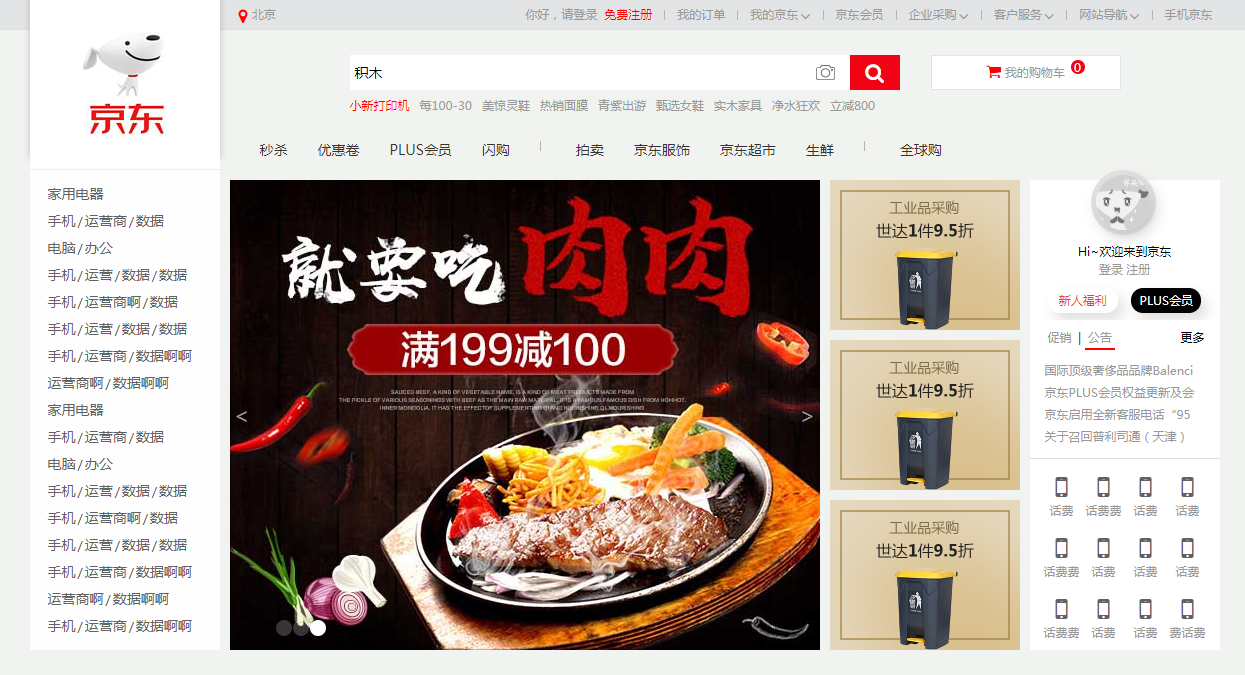 北京
你好，请登录 免费注册 我的订单 我的京东 京东会员 企业采购 客户服务 网站导航 手机京东
京东
积木
我的购物车 0
小新打印机 每100-30 美惊灵鞋 热销面膜 青紫出游 甄选女鞋 实木家具 净水狂欢 立减800
秒杀 优惠卷 PLUS会员 闪购 拍卖 京东服饰 京东超市 生鲜 全球购
家用电器
手机/运营商/数据
电脑/办公
手机/运营/数据/数据
手机/运营商啊/数据
手机/运营/数据/数据
手机/运营商/数据啊啊
运营商啊/数据啊啊
家用电器
手机/运营商/数据
电脑/办公
手机/运营/数据/数据
手机/运营商啊/数据
手机/运营/数据/数据
手机/运营商/数据啊啊
运营商啊/数据啊啊
手机/运营商/数据啊啊
就要吃肉肉
满199减100
SAUCED BEEF, A KIND OF VEGETABLE NAME, IS A KIND OF MEAT PRODUCTS MADE FROM
THE PICKLE OF VARIOUS SEASONINGS WITH BEEF AS THE MAIN RAW MATERIAL. IT IS A FAMOUS FAMOUS DISH FROM HOHHOT,
INNER MONGOLIA. IT HAS THE EFFECT OF SUPPLEMENTING AND NOURISHING QI, NOURISHING
<
>
工业品采购
世达1件9.5折
工业品采购
世达1件9.5折
工业品采购
世达1件9.5折
Hi~欢迎来到京东
登录 注册
新人福利 PLUS会员
促销 | 公告 更多
国际顶级奢侈品品牌Balenci
京东PLUS会员权益更新及会
京东启用全新客服电话“95
关于召回普利司通（天津）
话费 话费费 话费 话费
话费费 话费 话费 话费
话费费 话费 话费 费话费